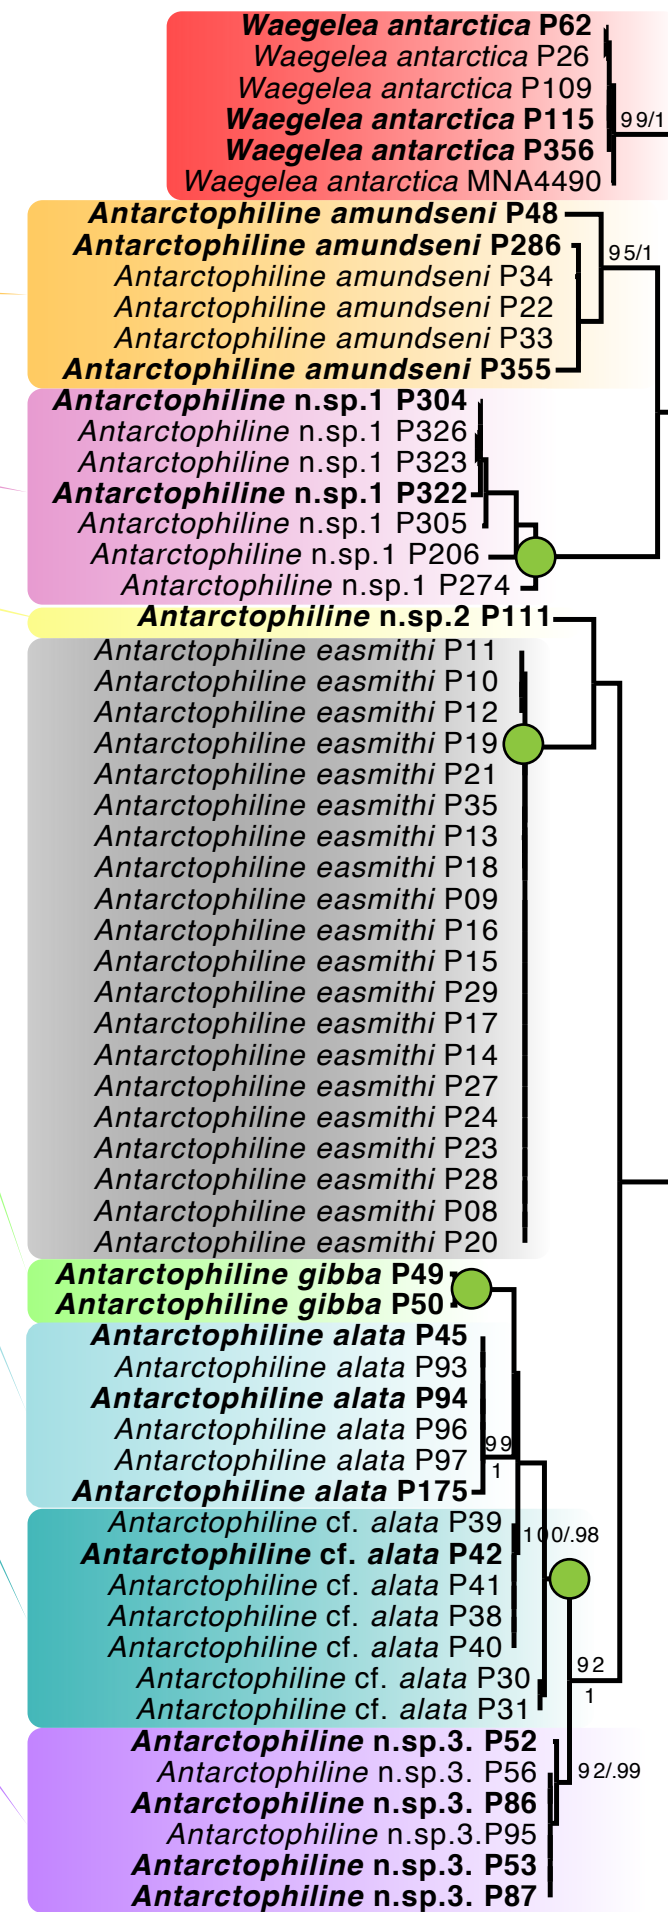 Waegelea antarctica P62
Waegelea antarctica P26
Waegelea antarctica P109
Waegelea antarctica P115
99/1
Waegelea antarctica P356
Waegelea antarctica MNA4490
Antarctophiline amundseni P48
Antarctophiline amundseni P286
95/1
Antarctophiline amundseni P34
Antarctophiline amundseni P22
Antarctophiline amundseni P33
Antarctophiline amundseni P355
Antarctophiline n.sp.1 P304
Antarctophiline n.sp.1 P326
Antarctophiline n.sp.1 P323
Antarctophiline n.sp.1 P322
Antarctophiline n.sp.1 P305
Antarctophiline n.sp.1 P206
Antarctophiline n.sp.1 P274
Antarctophiline n.sp.2 P111
Antarctophiline easmithi P11
Antarctophiline easmithi P10
Antarctophiline easmithi P12
Antarctophiline easmithi P19
Antarctophiline easmithi P21
Antarctophiline easmithi P35
Antarctophiline easmithi P13
Antarctophiline easmithi P18
Antarctophiline easmithi P09
Antarctophiline easmithi P16
Antarctophiline easmithi P15
Antarctophiline easmithi P29
Antarctophiline easmithi P17
Antarctophiline easmithi P14
Antarctophiline easmithi P27
Antarctophiline easmithi P24
Antarctophiline easmithi P23
Antarctophiline easmithi P28
Antarctophiline easmithi P08
Antarctophiline easmithi P20
Antarctophiline gibba P49
Antarctophiline gibba P50
Antarctophiline alata P45
Antarctophiline alata P93
Antarctophiline alata P94
Antarctophiline alata P96
99
Antarctophiline alata P97
1
Antarctophiline alata P175
Antarctophiline cf. alata P39
100/.98
Antarctophiline cf. alata P42
Antarctophiline cf. alata P41
Antarctophiline cf. alata P38
Antarctophiline cf. alata P40
92
Antarctophiline cf. alata P30
1
Antarctophiline cf. alata P31
Antarctophiline n.sp.3. P52
Antarctophiline n.sp.3. P56
92/.99
Antarctophiline n.sp.3. P86
Antarctophiline n.sp.3.P95
Antarctophiline n.sp.3. P53
Antarctophiline n.sp.3. P87